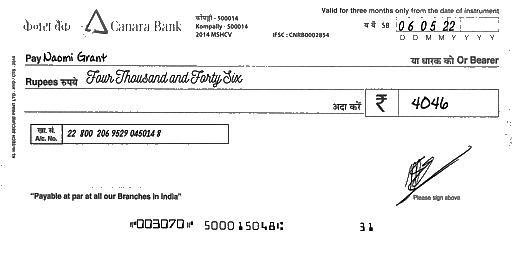 Valid for three months only from the date of instrument
केनरा बैंक Canara Bank
कोंपल्ली - 500014
Kompally - 500014
2014 MSHCV
IFSC : CNRB0002854
SB 06 05 22
D D M M Y Y Y Y
Pay Naomi Grant
या धारक को Or Bearer
Rupees रुपये Four Thousand and Forty Six
अदा करें ₹ 4046
खा. सं.
A/c. No. 22 800 206 9529 045014 8
Please sign above
"Payable at par at all our Branches in India"
⑈003070⑈ 500015048⑆ 31